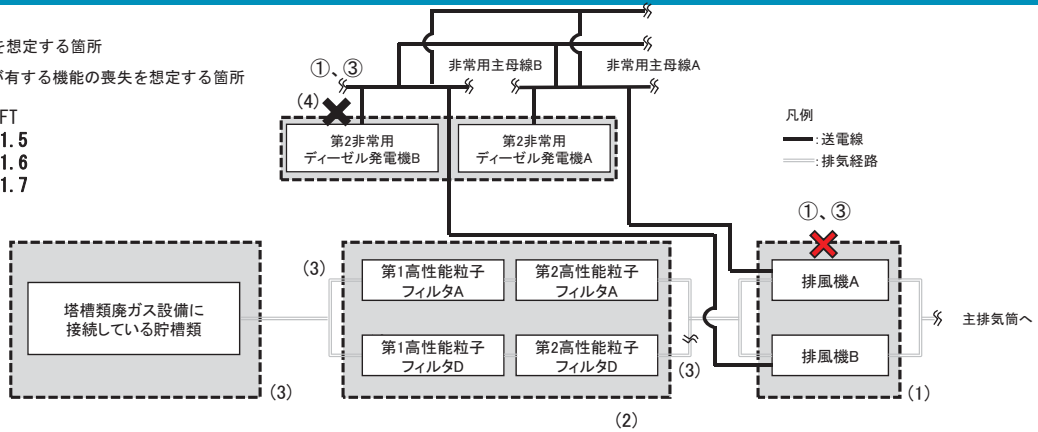 を想定する箇所
が有する機能の喪失を想定する箇所
FT
1.5
1.6
1.7
①、③
(4)
非常用主母線B
非常用主母線A
第2非常用
ディーゼル発電機B
第2非常用
ディーゼル発電機A
凡例
:送電線
:排気経路
①、③
塔槽類廃ガス設備に
接続している貯槽類
(3)
(3)
第1高性能粒子
フィルタA
第2高性能粒子
フィルタA
第1高性能粒子
フィルタD
第2高性能粒子
フィルタD
(3)
(2)
排風機A
排風機B
(1)
主排気筒へ